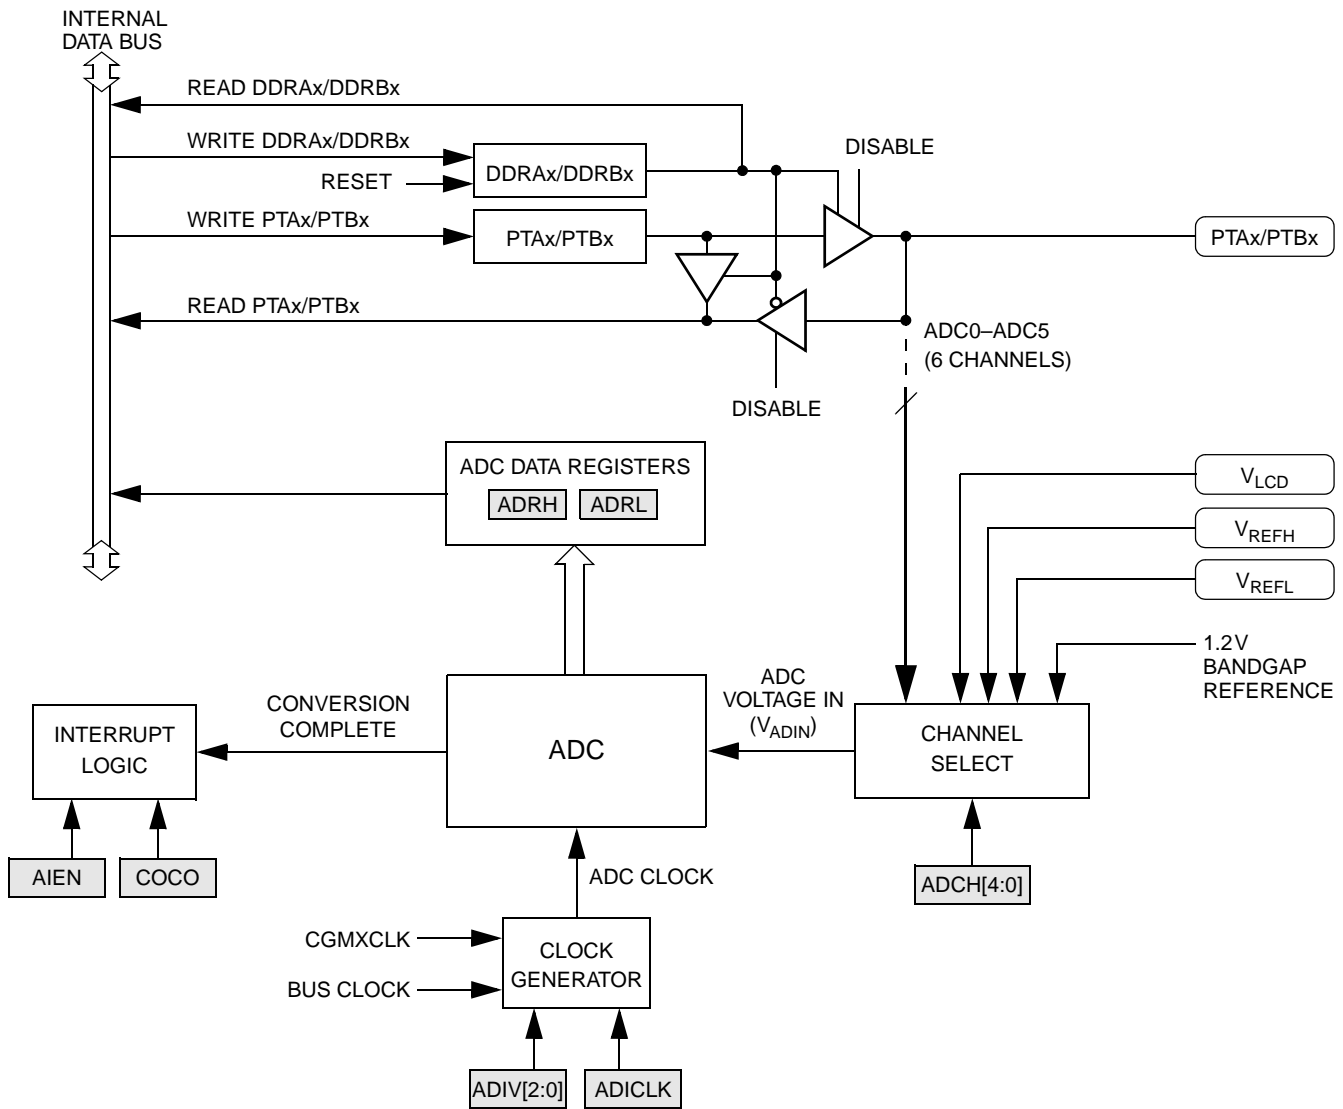 INTERNAL
DATA BUS
READ DDRAx/DDRBx
WRITE DDRAx/DDRBx
DISABLE
DDRAx/DDRBx
RESET
WRITE PTAx/PTBx
PTAx/PTBx
PTAx/PTBx
READ PTAx/PTBx
ADC0–ADC5
(6 CHANNELS)
DISABLE
ADC DATA REGISTERS
ADRH ADRL
VLCD
VREFH
VREFL
1.2V
BANDGAP
REFERENCE
ADC
VOLTAGE IN
(VADIN)
CONVERSION
COMPLETE
INTERRUPT
LOGIC
ADC
CHANNEL
SELECT
AIEN
COCO
ADC CLOCK
ADCH[4:0]
CGMXCLK
CLOCK
GENERATOR
BUS CLOCK
ADIV[2:0]
ADICLK